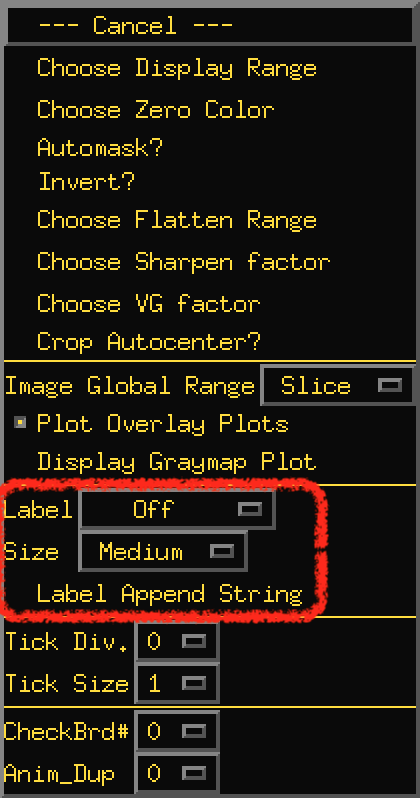 --- Cancel ---
Choose Display Range
Choose Zero Color
Automask?
Invert?
Choose Flatten Range
Choose Sharpen factor
Choose VG factor
Crop Autocenter?
Image Global Range Slice
Plot Overlay Plots
Display Graymap Plot
Label Off
Size Medium
Label Append String
Tick Div. 0
Tick Size 1
CheckBrd# 0
Anim_Dup 0